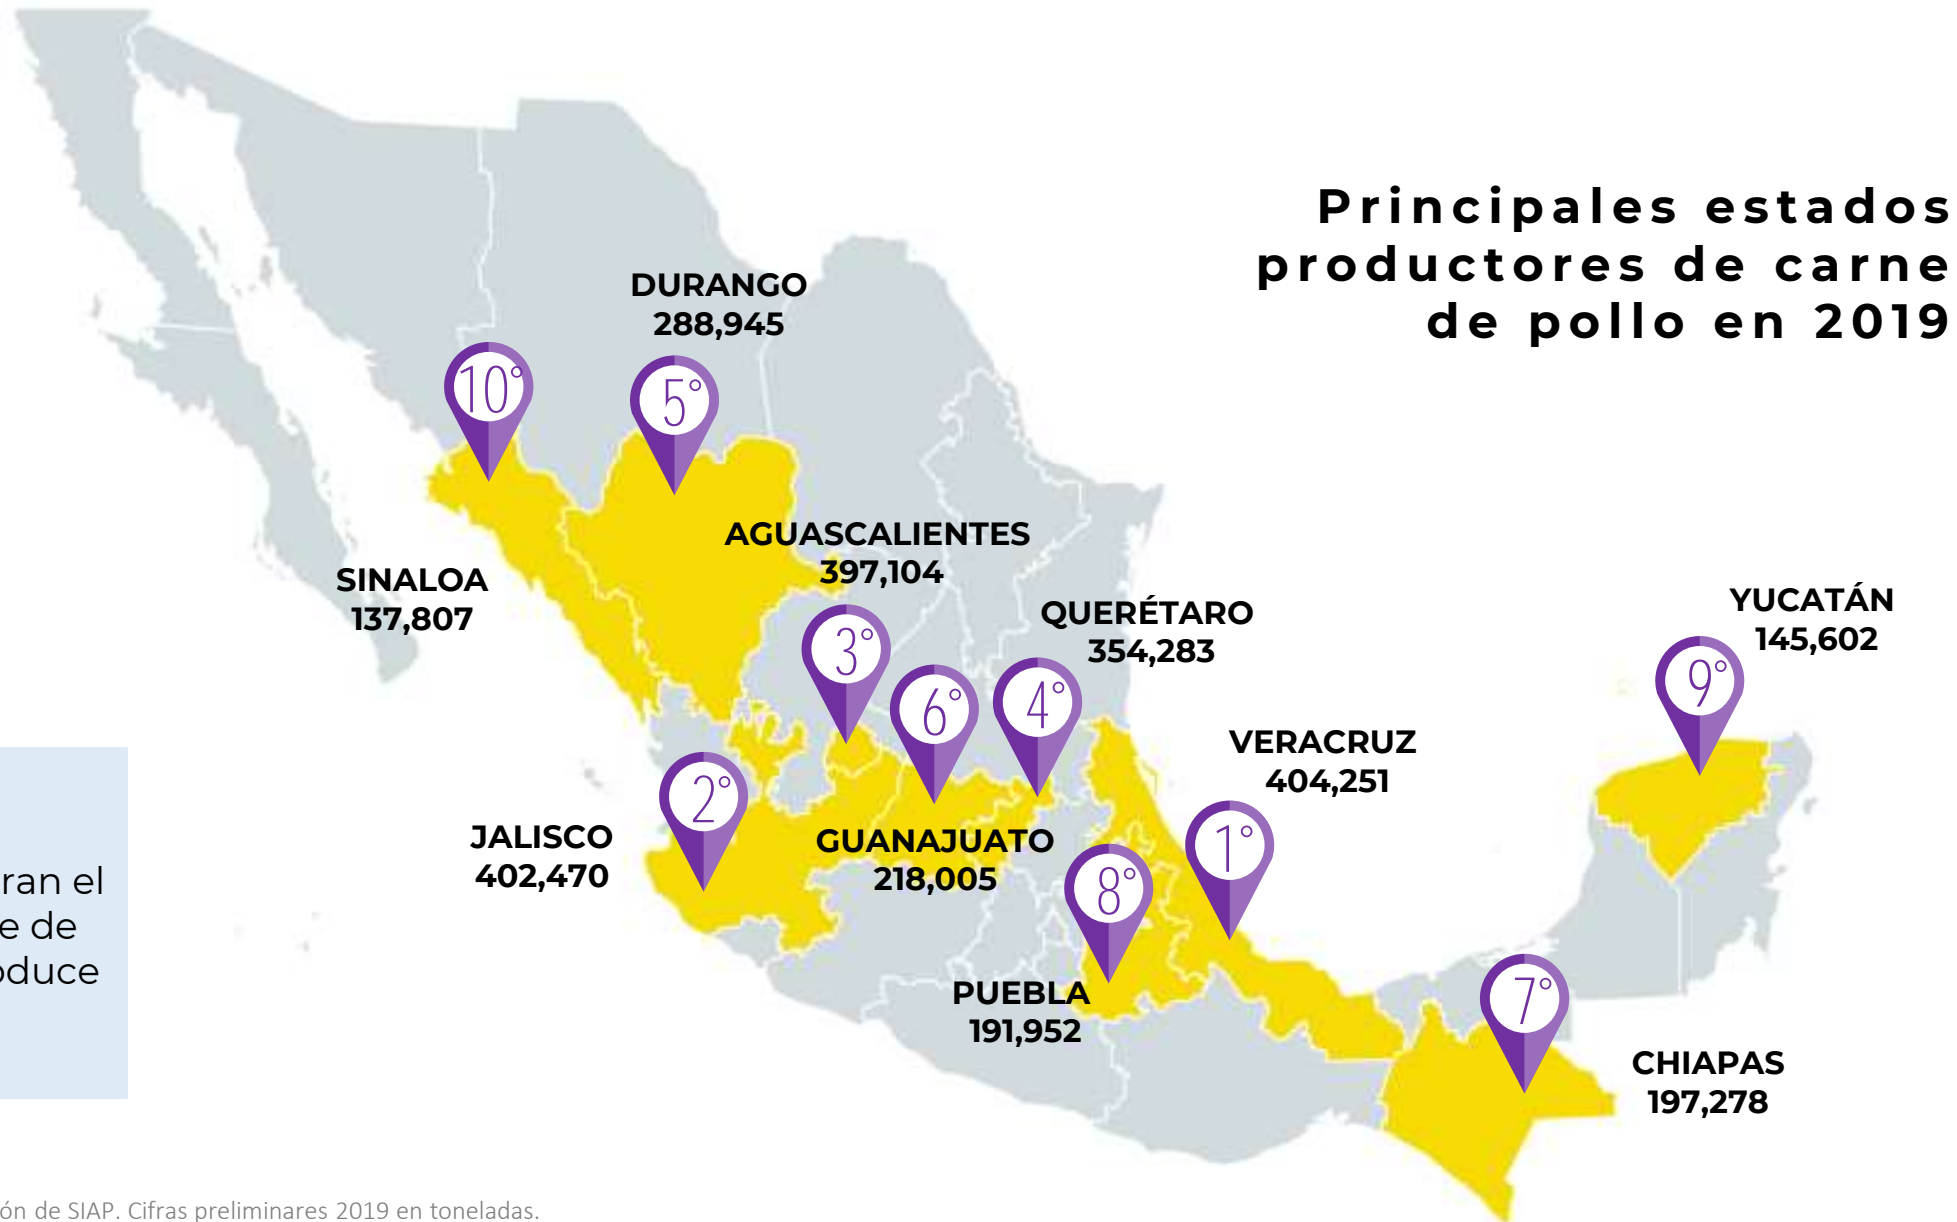 Principales estados
productores de carne
de pollo en 2019
DURANGO
288,945
10°
5°
AGUASCALIENTES
397,104
SINALOA
137,807
QUERÉTARO
354,283
YUCATÁN
145,602
3°
6°
4°
9°
VERACRUZ
404,251
2°
JALISCO
402,470
GUANAJUATO
218,005
1°
8°
ran el
e de
oduce
PUEBLA
191,952
7°
CHIAPAS
197,278
ón de SIAP. Cifras preliminares 2019 en toneladas.